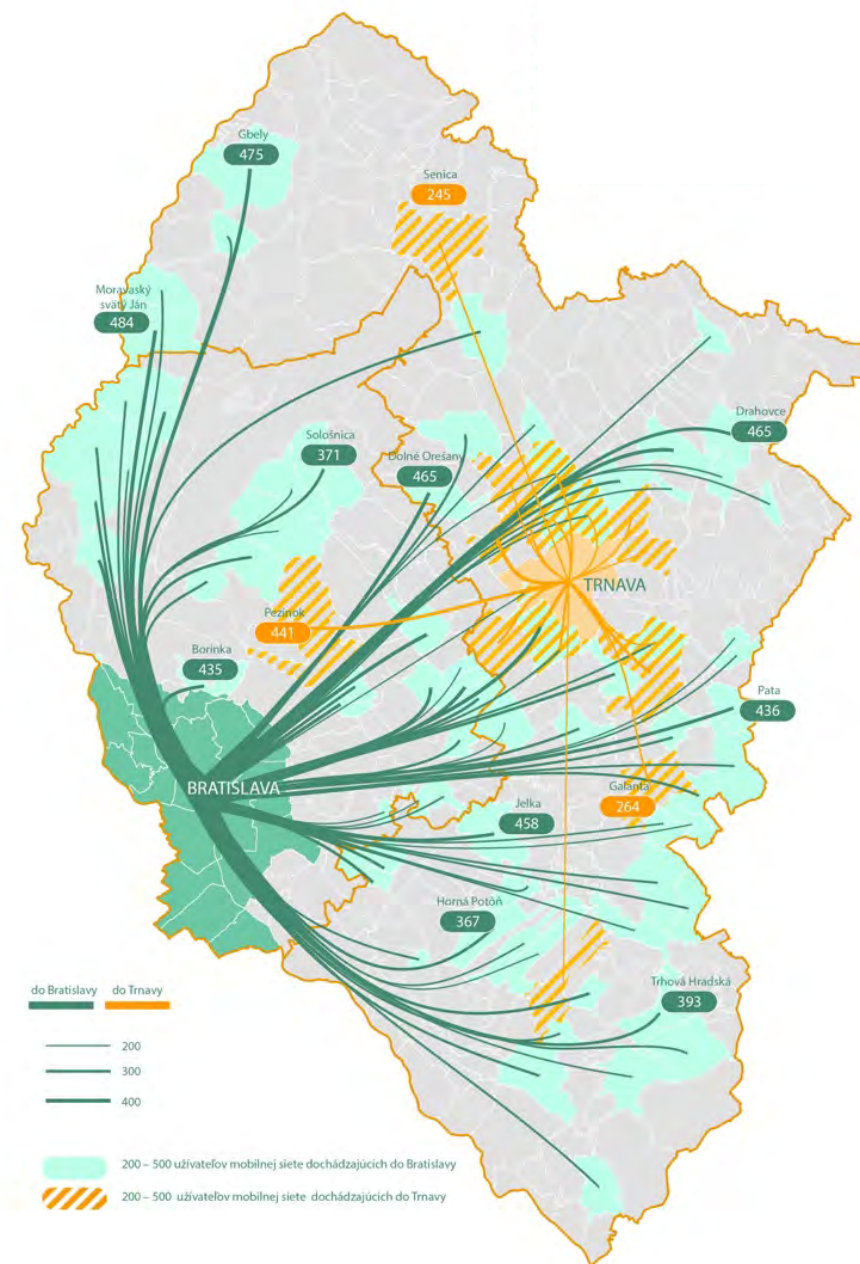 Gbely
475
Senica
245
Moravaský
svätý Ján
484
Sološnica
371
Dolné Orešany
465
Drahovce
465
TRNAVA
Pezinok
441
Borinka
435
Pata
436
BRATISLAVA
Galanta
264
Jelka
458
Horná Potôň
367
Trhová Hradská
393
do Bratislavy
do Trnavy
200
300
400
200 – 500 užívateľov mobilnej siete dochádzajúcich do Bratislavy
200 – 500 užívateľov mobilnej siete dochádzajúcich do Trnavy